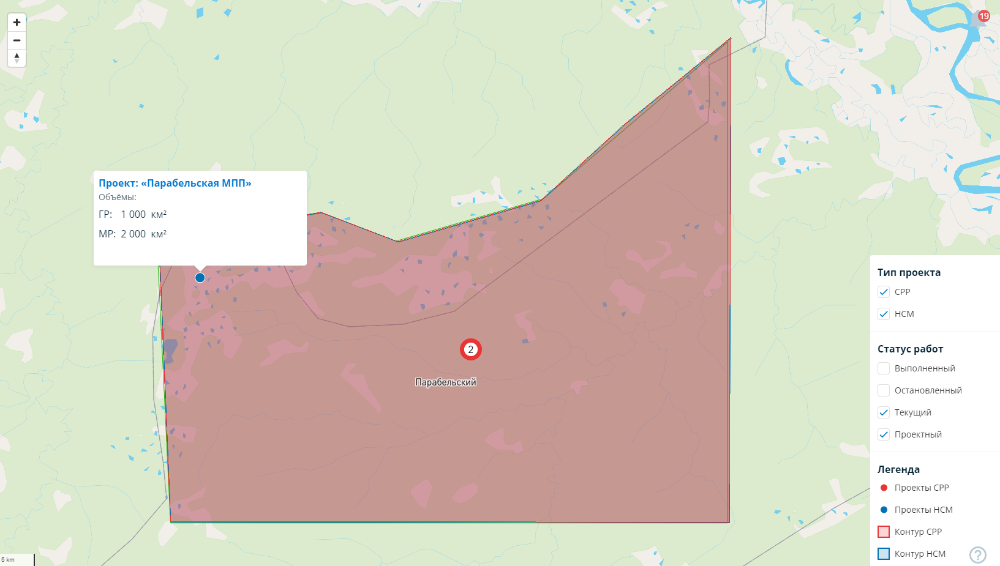 19
Проект: «Парабельская МПП»
Объёмы:
ГР: 1 000 км²
МР: 2 000 км²
2
Парабельский
Тип проекта
СРР
НСМ
Статус работ
Выполненный
Остановленный
Текущий
Проектный
Легенда
Проекты СРР
Проекты НСМ
Контур СРР
Контур НСМ
?
5 km